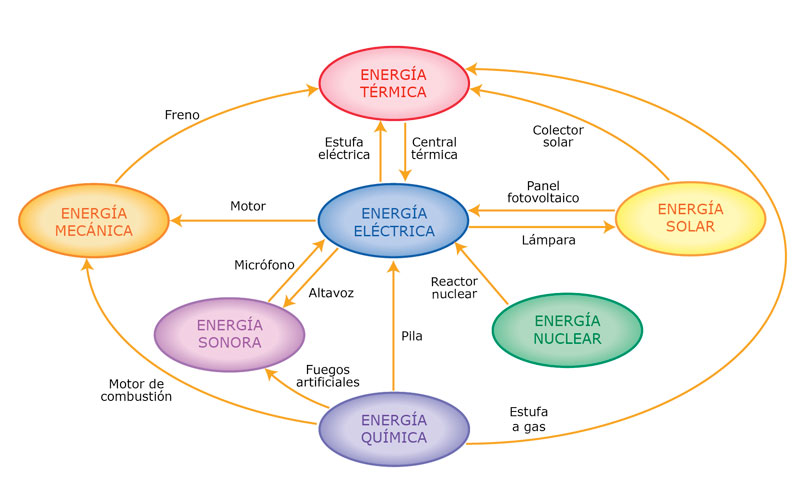 ENERGÍA
TÉRMICA
Freno
Estufa
eléctrica
Central
térmica
Colector
solar
Panel
fotovoltaico
Motor
ENERGÍA
MECÁNICA
ENERGÍA
ELÉCTRICA
ENERGÍA
SOLAR
Lámpara
Micrófono
Altavoz
Reactor
nuclear
ENERGÍA
SONORA
Pila
ENERGÍA
NUCLEAR
Fuegos
artificiales
Motor de
combustión
ENERGÍA
QUÍMICA
Estufa
a gas